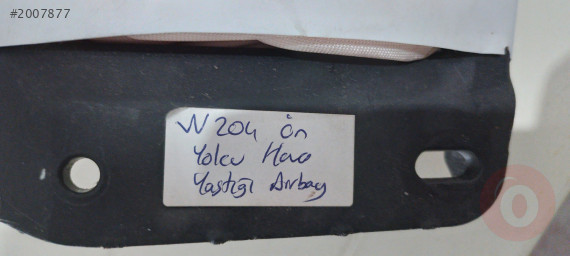 #2007877
W204 Ön
Yolcu Hava
Yastığı Airbag